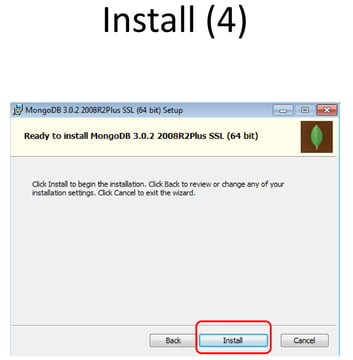 Install (4)
MongoDB 3.0.2 2008R2Plus SSL (64 bit) Setup
Ready to install MongoDB 3.0.2 2008R2Plus SSL (64 bit)
Click Install to begin the installation. Click Back to review or change any of your
installation settings. Click Cancel to exit the wizard.
Back Install Cancel